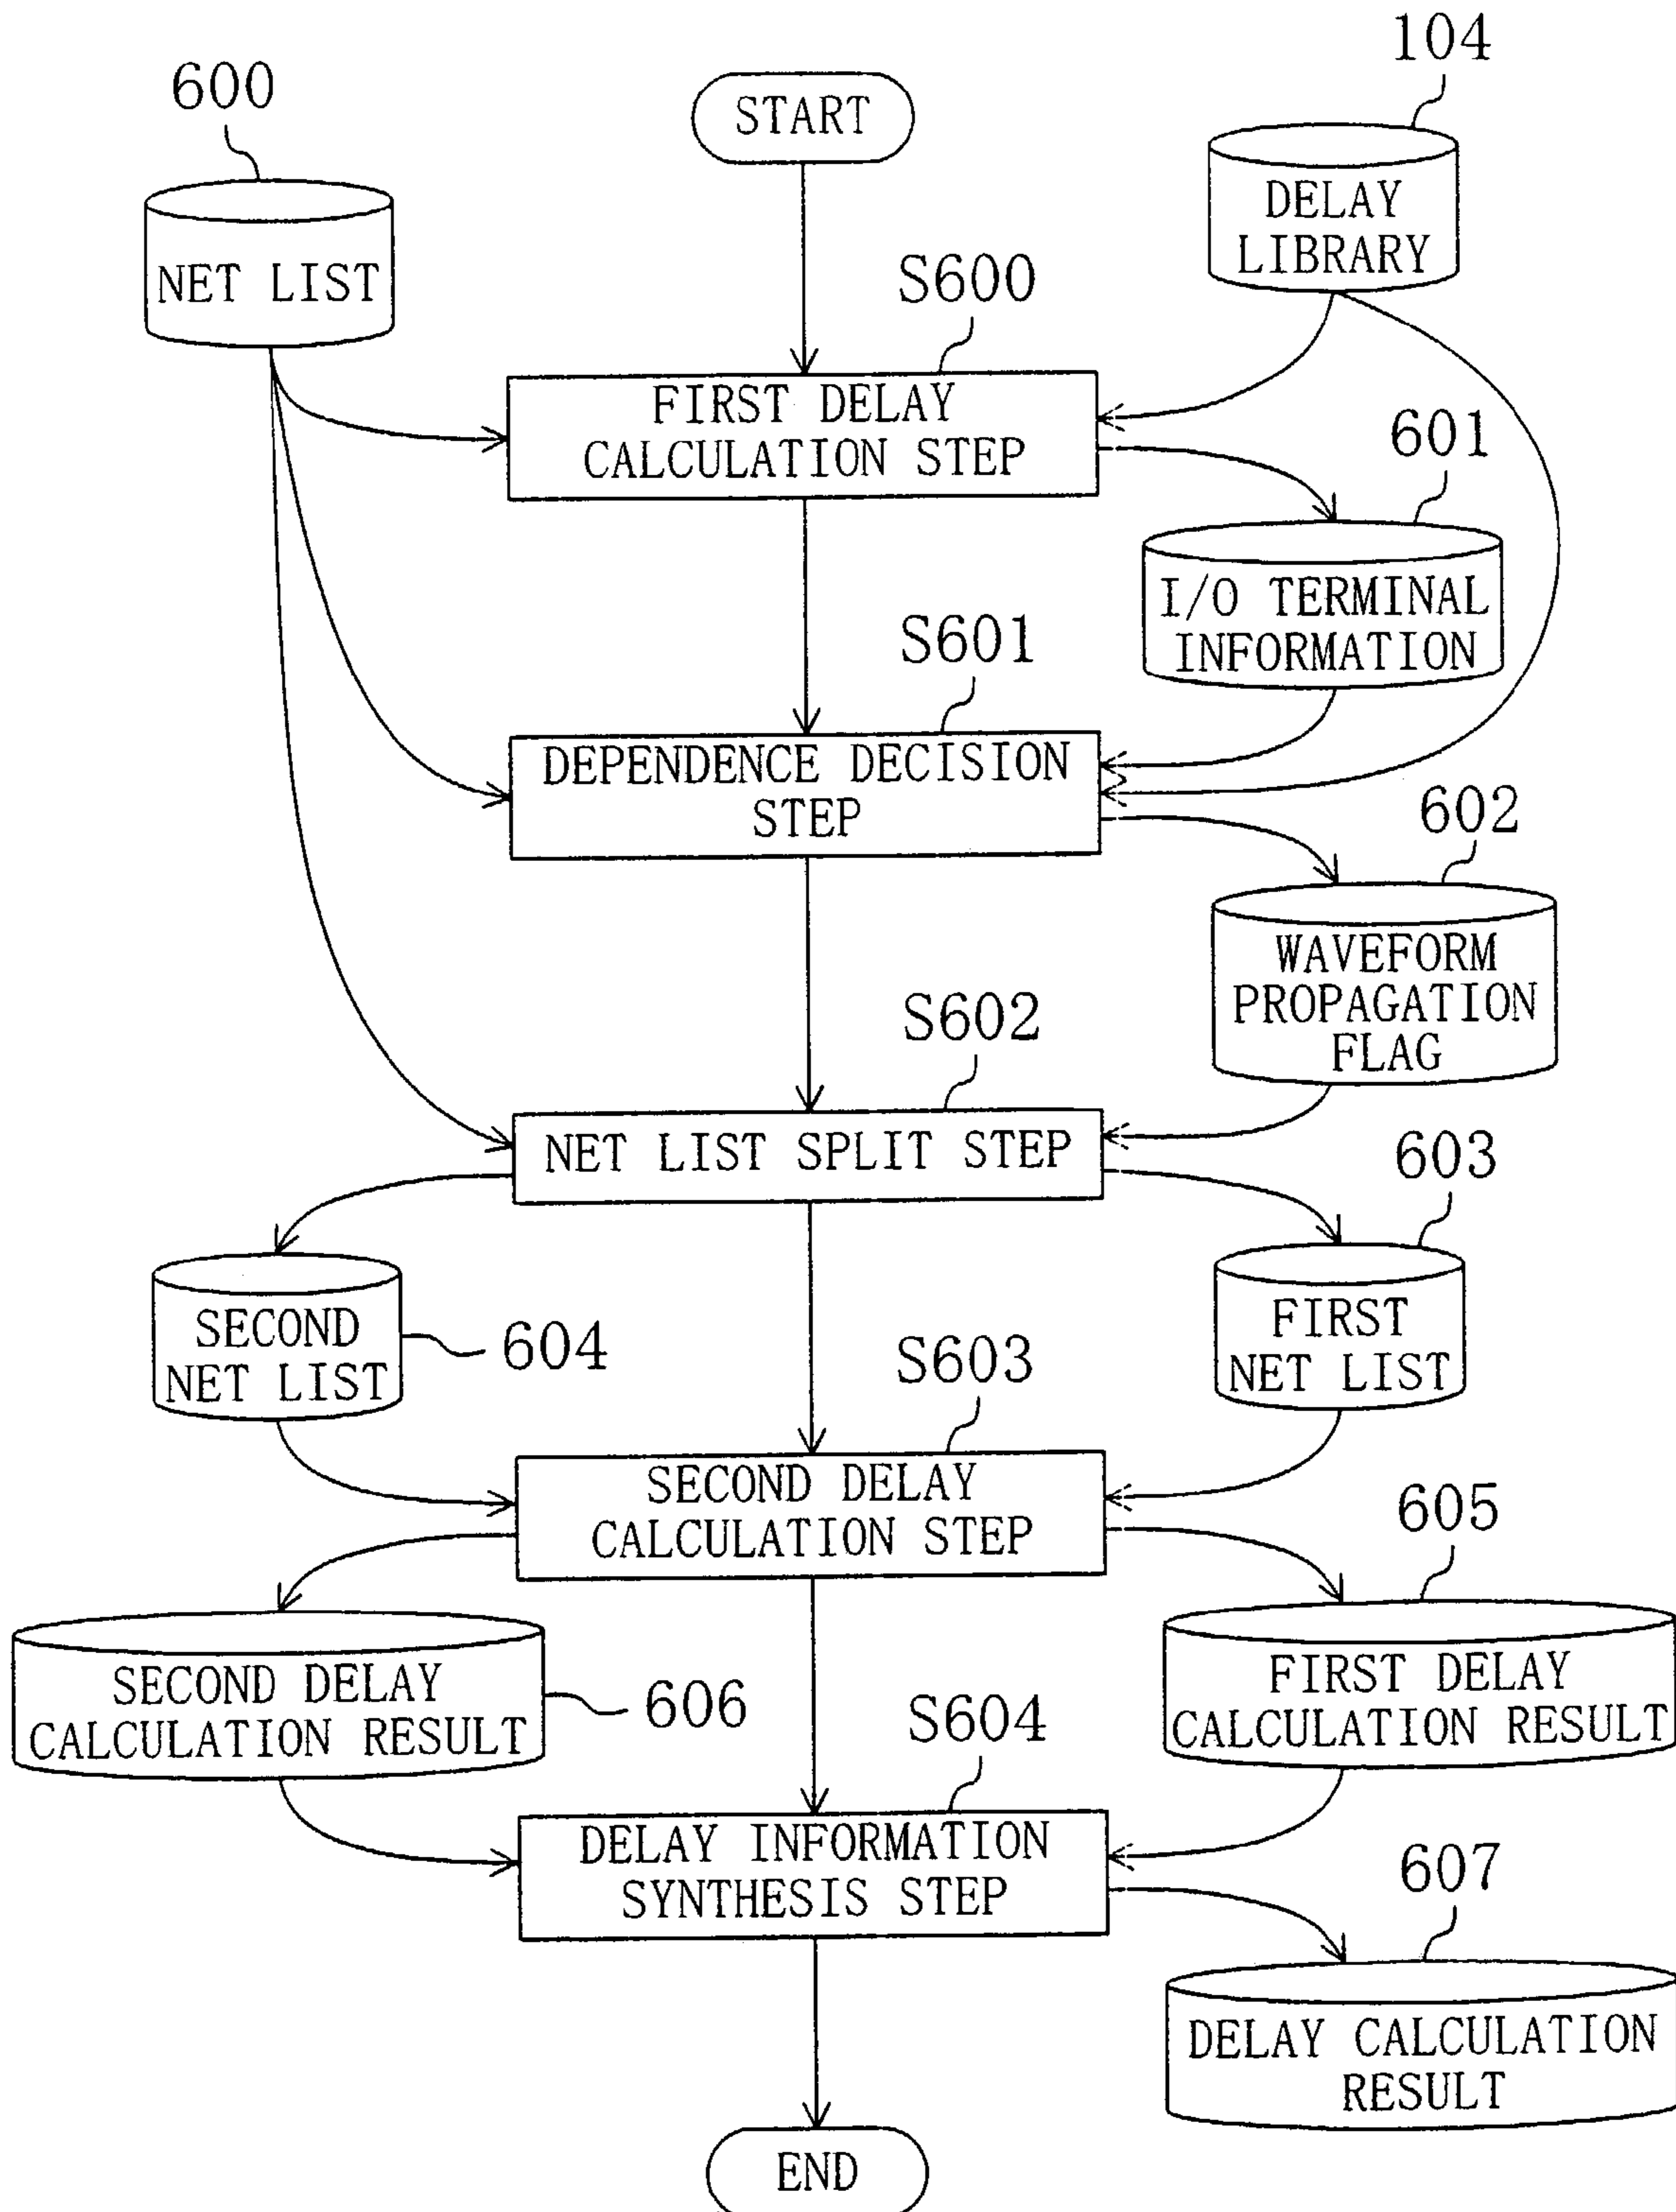 104
600
START
DELAY
LIBRARY
NET LIST
S600
FIRST DELAY
CALCULATION STEP
601
I/O TERMINAL
INFORMATION
S601
DEPENDENCE DECISION
STEP
602
WAVEFORM
PROPAGATION
FLAG
S602
NET LIST SPLIT STEP
603
SECOND
NET LIST
604
FIRST
NET LIST
S603
SECOND DELAY
CALCULATION STEP
605
SECOND DELAY
CALCULATION RESULT
606
FIRST DELAY
CALCULATION RESULT
S604
DELAY INFORMATION
SYNTHESIS STEP
607
DELAY CALCULATION
RESULT
END